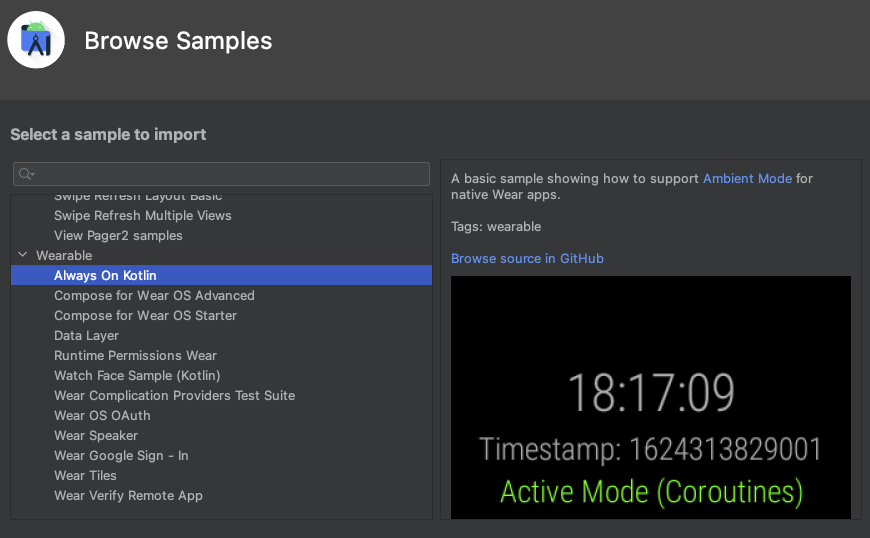 Browse Samples
Select a sample to import
Swipe Refresh Layout Basic
Swipe Refresh Multiple Views
View Pager2 samples
Wearable
Always On Kotlin
Compose for Wear OS Advanced
Compose for Wear OS Starter
Data Layer
Runtime Permissions Wear
Watch Face Sample (Kotlin)
Wear Complication Providers Test Suite
Wear OS OAuth
Wear Speaker
Wear Google Sign - In
Wear Tiles
Wear Verify Remote App
A basic sample showing how to support Ambient Mode for
native Wear apps.
Tags: wearable
Browse source in GitHub
18:17:09
Timestamp: 1624313829001
Active Mode (Coroutines)